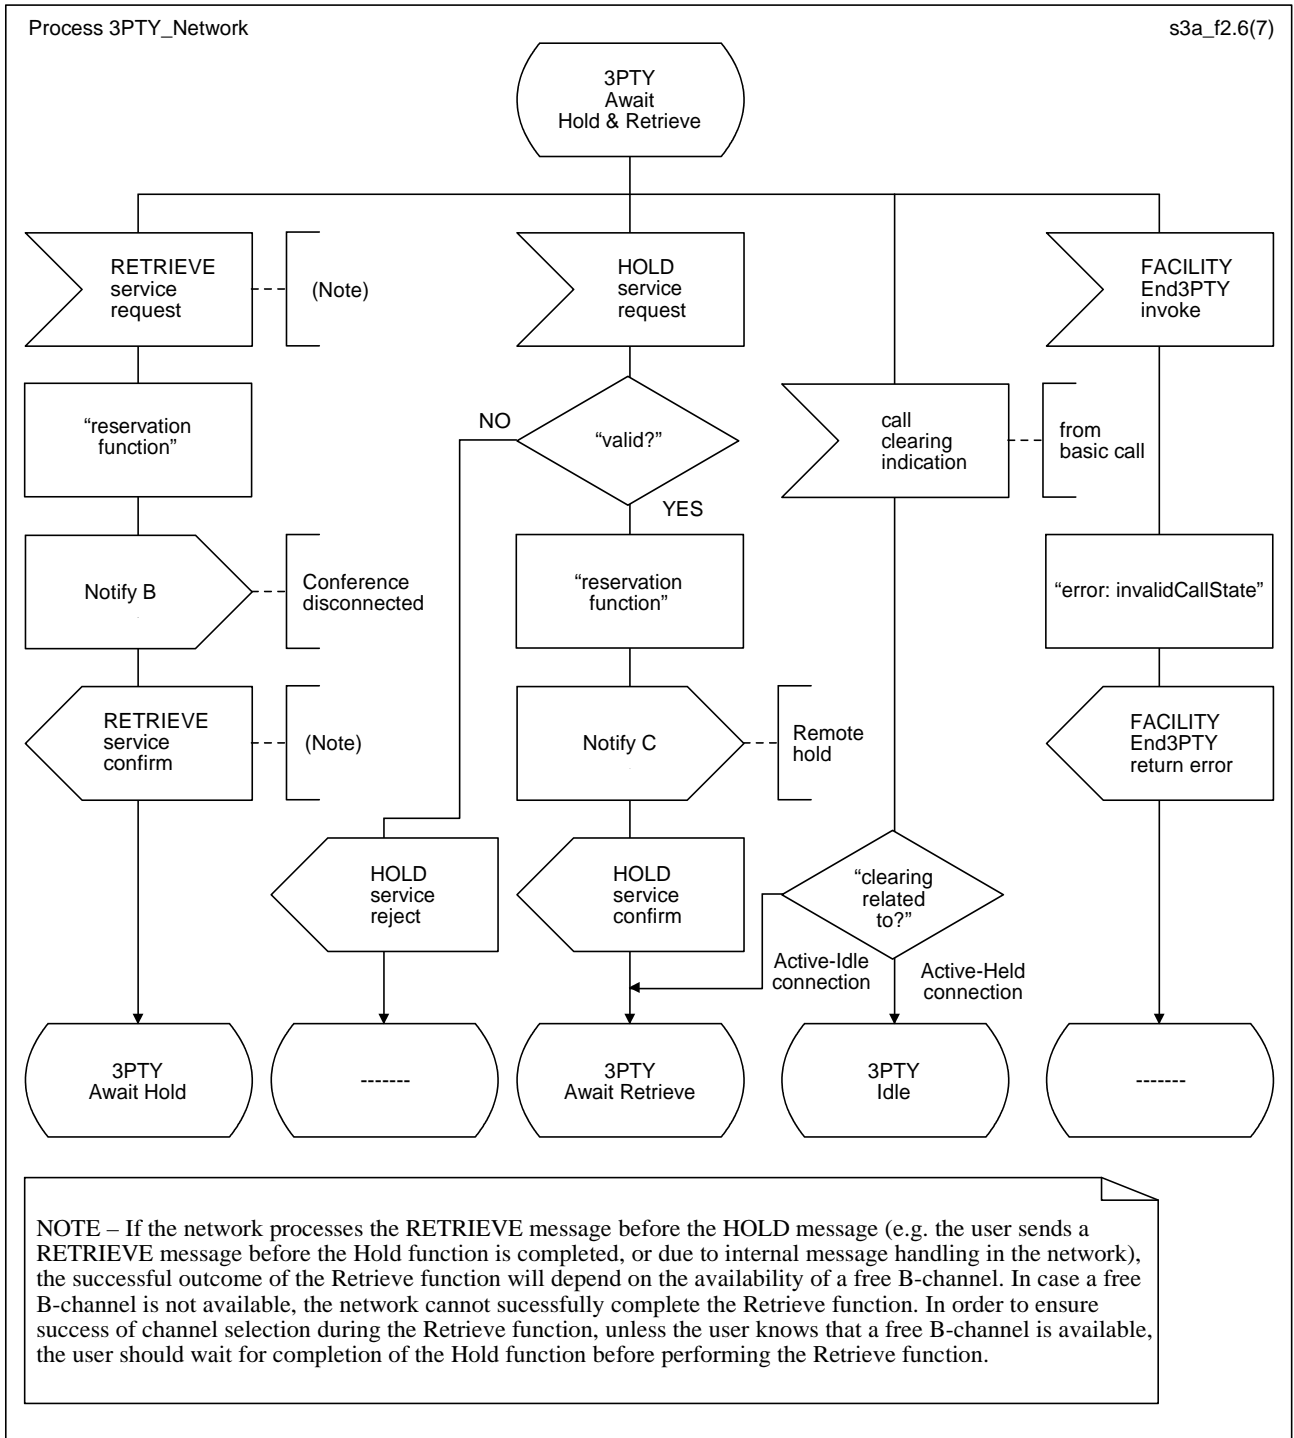 Process 3PTY_Network
s3a_f2.6(7)
3PTY
Await
Hold & Retrieve
RETRIEVE
service
request
(Note)
HOLD
service
request
FACILITY
End3PTY
invoke
“reservation
function”
NO
“valid?”
YES
call
clearing
indication
from
basic call
Notify B
Conference
disconnected
“reservation
function”
“error: invalidCallState”
RETRIEVE
service
confirm
(Note)
Notify C
Remote
hold
FACILITY
End3PTY
return error
HOLD
service
reject
HOLD
service
confirm
“clearing
related
to?”
Active-Idle
connection
Active-Held
connection
3PTY
Await Hold
-------
3PTY
Await Retrieve
3PTY
Idle
-------
NOTE – If the network processes the RETRIEVE message before the HOLD message (e.g. the user sends a
RETRIEVE message before the Hold function is completed, or due to internal message handling in the network),
the successful outcome of the Retrieve function will depend on the availability of a free B-channel. In case a free
B-channel is not available, the network cannot sucessfully complete the Retrieve function. In order to ensure
success of channel selection during the Retrieve function, unless the user knows that a free B-channel is available,
the user should wait for completion of the Hold function before performing the Retrieve function.